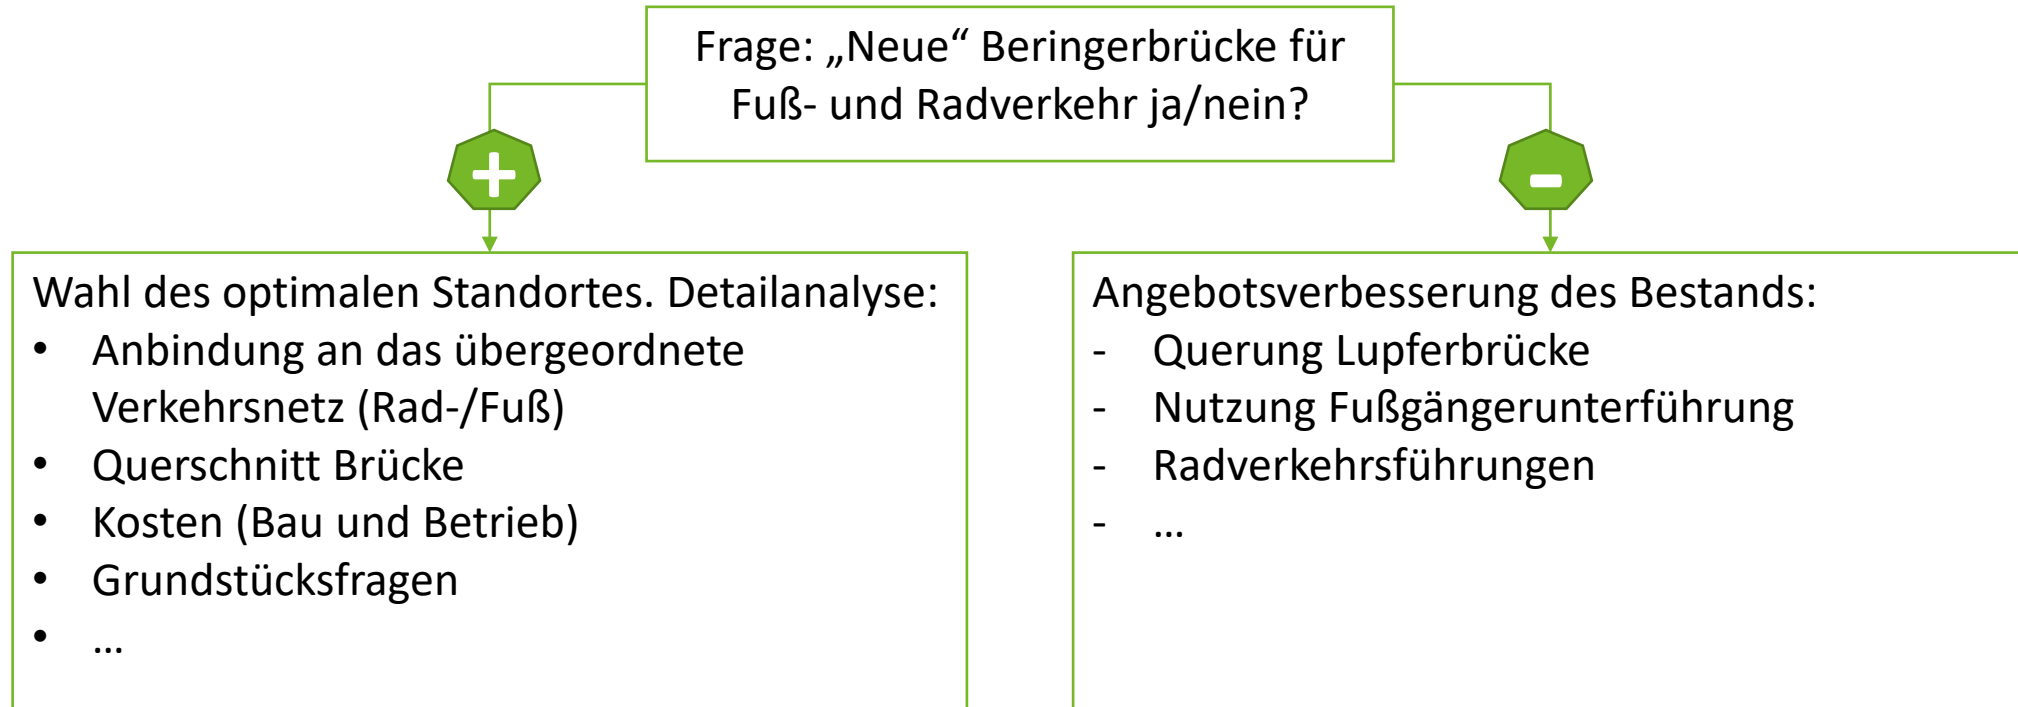 Frage: „Neue“ Beringerbrücke für
Fuß- und Radverkehr ja/nein?
+
-
Wahl des optimalen Standortes. Detailanalyse:
• Anbindung an das übergeordnete
Verkehrsnetz (Rad-/Fuß)
• Querschnitt Brücke
• Kosten (Bau und Betrieb)
• Grundstücksfragen
• …
Angebotsverbesserung des Bestands:
- Querung Lupferbrücke
- Nutzung Fußgängerunterführung
- Radverkehrsführungen
- …